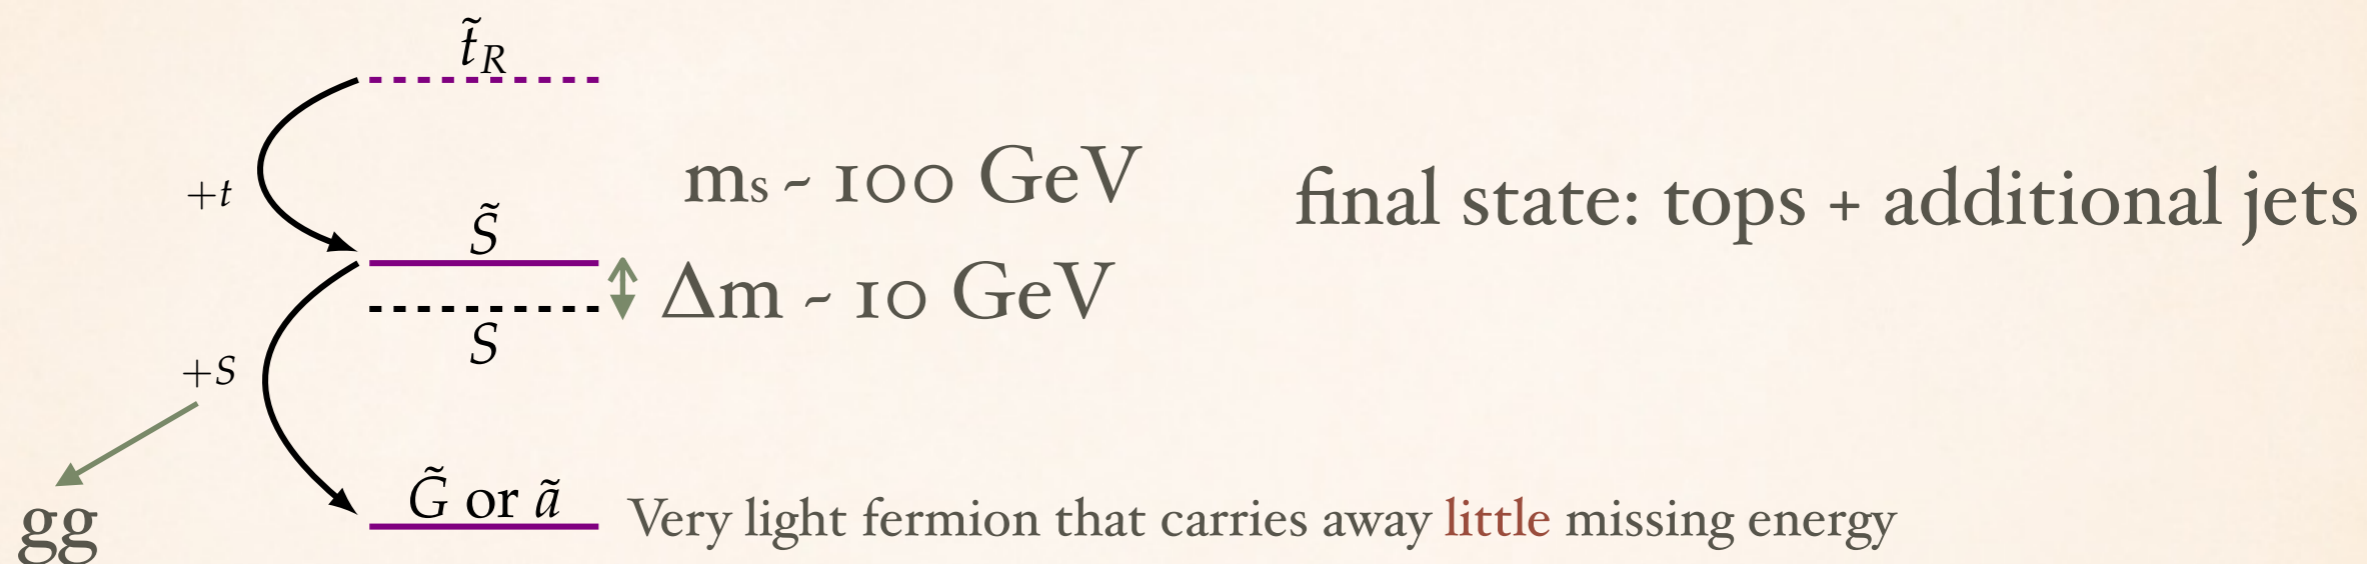 t̃_R
+t
m_s ~ 100 GeV
final state: tops + additional jets
S̃
Δm ~ 10 GeV
S
+S
G̃ or ã
Very light fermion that carries away little missing energy
gg